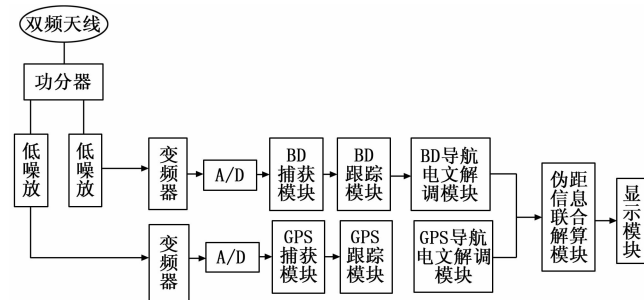 双频天线
功分器
低噪放
低噪放
变频器
A/D
BD
捕获
模块
BD
跟踪
模块
BD导航
电文解
调模块
变频器
A/D
GPS
捕获
模块
GPS
跟踪
模块
GPS导航
电文解调
模块
伪距
信息
联合
解算
模块
显示模块